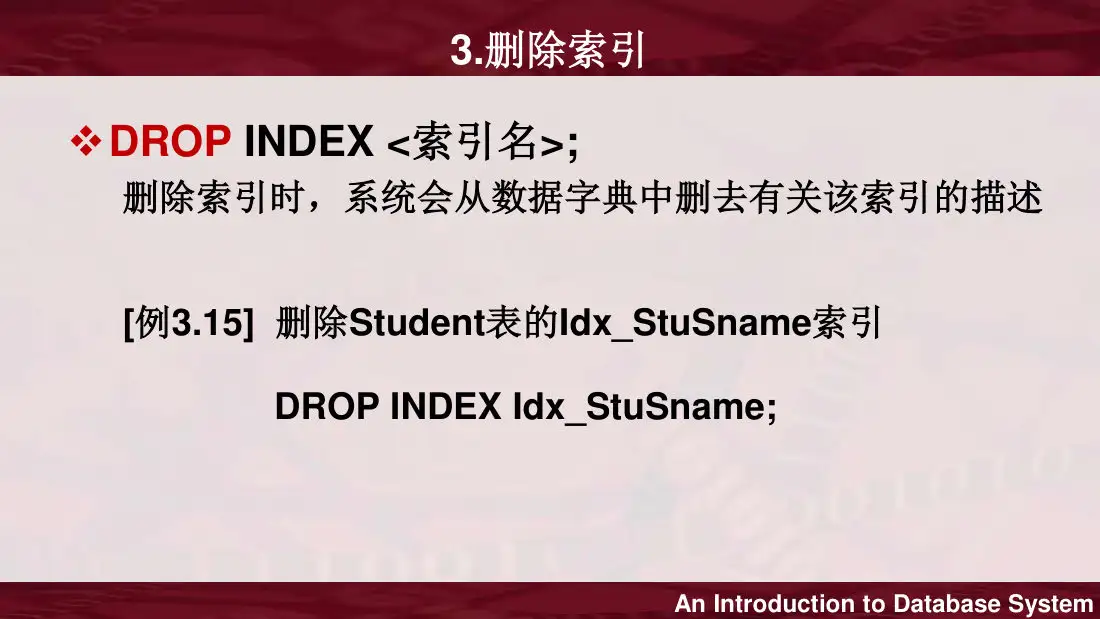 3.删除索引
DROP INDEX <索引名>;
删除索引时，系统会从数据字典中删去有关该索引的描述
[例3.15] 删除Student表的Idx_StuSname索引
DROP INDEX Idx_StuSname;
An Introduction to Database System